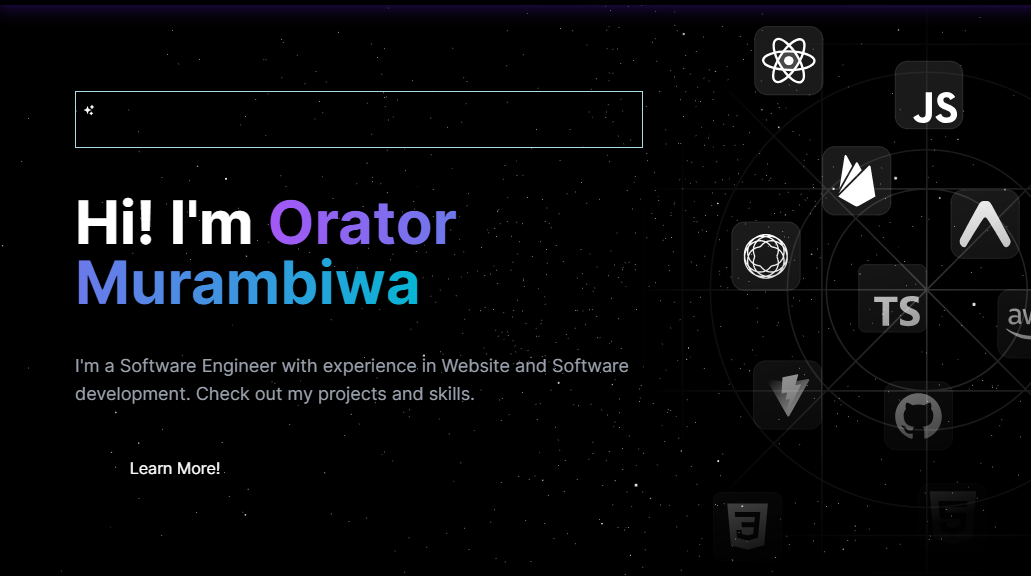 Hi! I'm Orator
Murambiwa
I'm a Software Engineer with experience in Website and Software
development. Check out my projects and skills.
Learn More!
JS
TS
aw